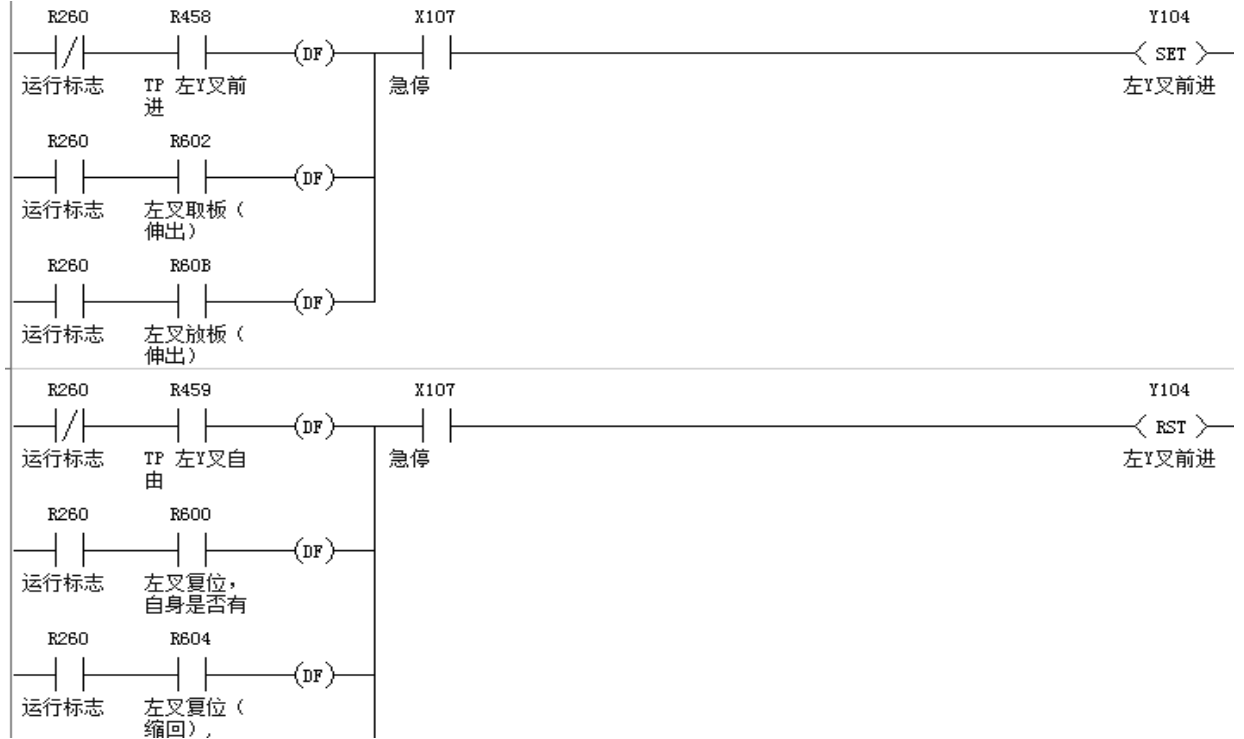 R260 R458 X107 Y104
(DF) SET
运行标志 TP 左Y叉前 急停 左Y叉前进
进
R260 R602
(DF)
运行标志 左叉取板（
伸出）
R260 R60B
(DF)
运行标志 左叉放板（
伸出）
R260 R459 X107 Y104
(DF) RST
运行标志 TP 左Y叉自 急停 左Y叉前进
由
R260 R600
(DF)
运行标志 左叉复位，
自身是否有
R260 R604
(DF)
运行标志 左叉复位（
缩回），